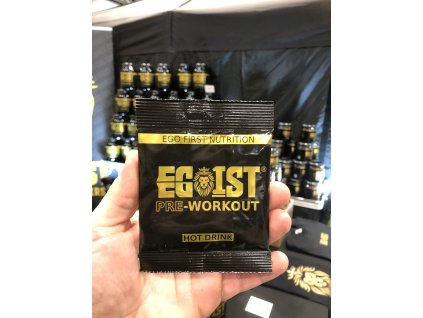 EGO FIRST NUTRITION
EGOIST®
PRE-WORKOUT
HOT DRINK